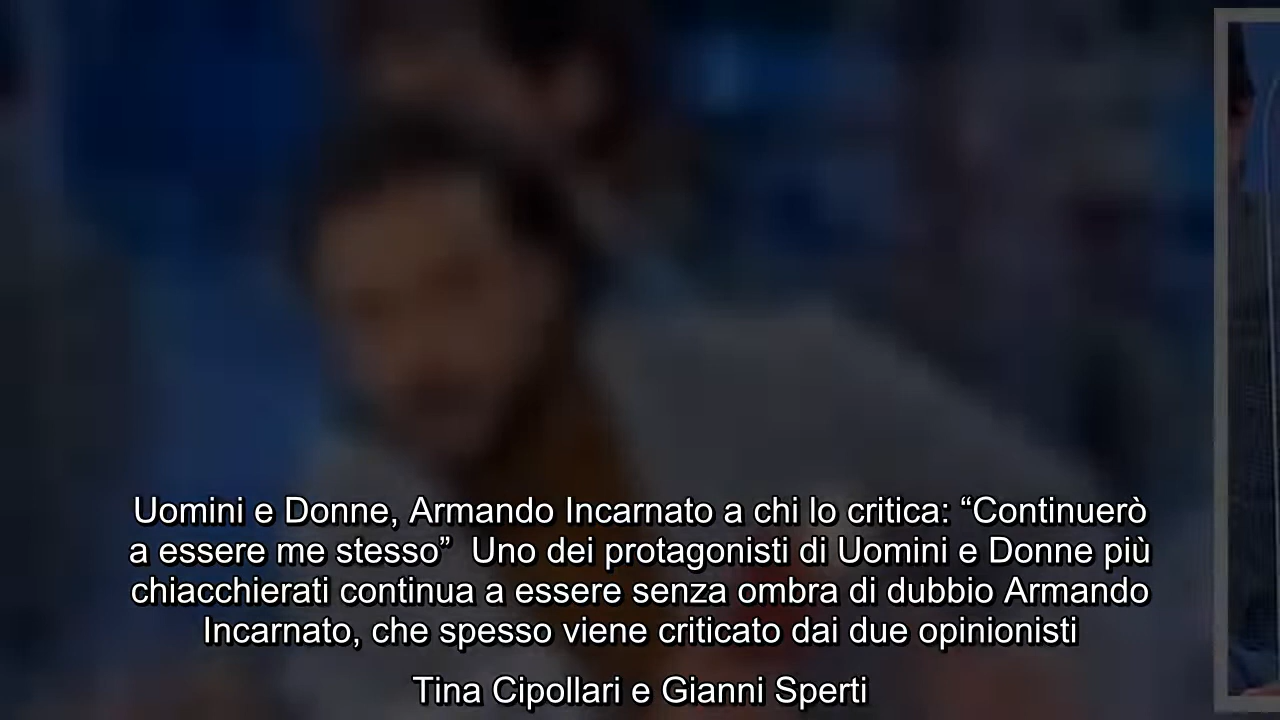 Uomini e Donne, Armando Incarnato a chi lo critica: “Continuerò
a essere me stesso”  Uno dei protagonisti di Uomini e Donne più
chiacchierati continua a essere senza ombra di dubbio Armando
Incarnato, che spesso viene criticato dai due opinionisti
Tina Cipollari e Gianni Sperti